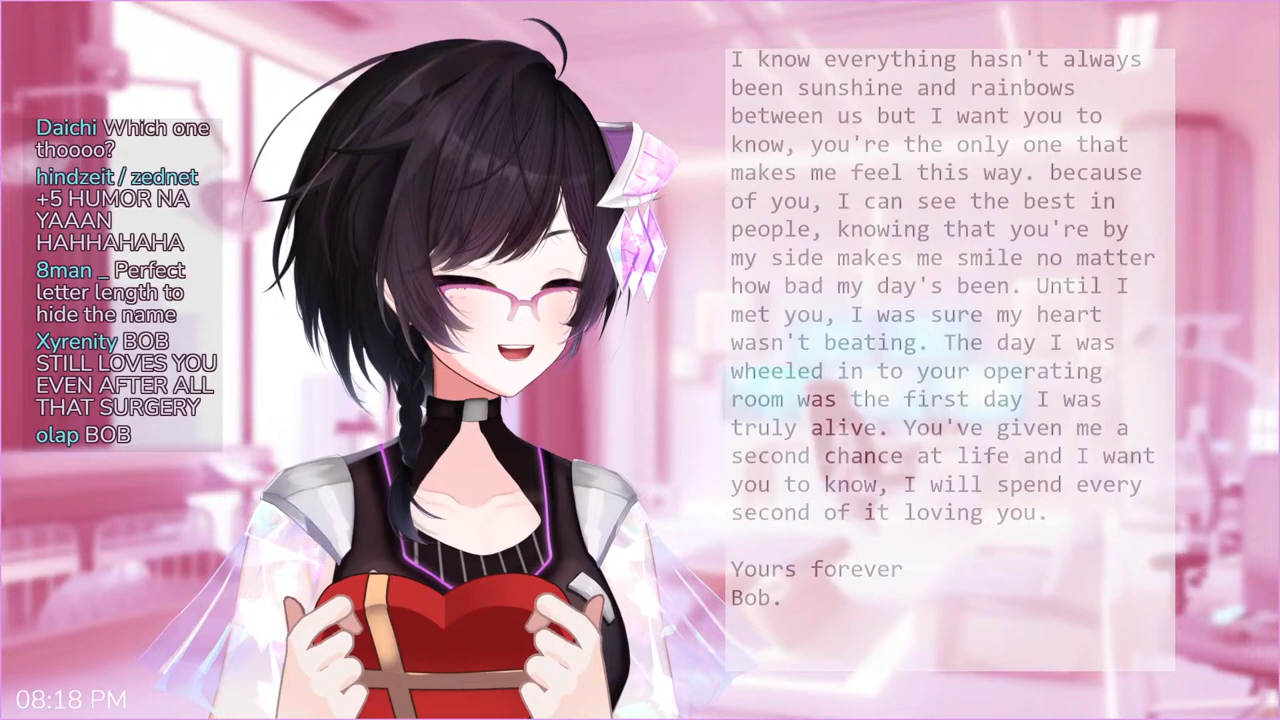 Daichi Which one
thoooo?
hindzeit / zednet
+5 HUMOR NA
YAAAN
HAHHAHAHA
8man _ Perfect
letter length to
hide the name
Xyrenity BOB
STILL LOVES YOU
EVEN AFTER ALL
THAT SURGERY
olap BOB
I know everything hasn't always
been sunshine and rainbows
between us but I want you to
know, you're the only one that
makes me feel this way. because
of you, I can see the best in
people, knowing that you're by
my side makes me smile no matter
how bad my day's been. Until I
met you, I was sure my heart
wasn't beating. The day I was
wheeled in to your operating
room was the first day I was
truly alive. You've given me a
second chance at life and I want
you to know, I will spend every
second of it loving you.
Yours forever
Bob.
08:18 PM